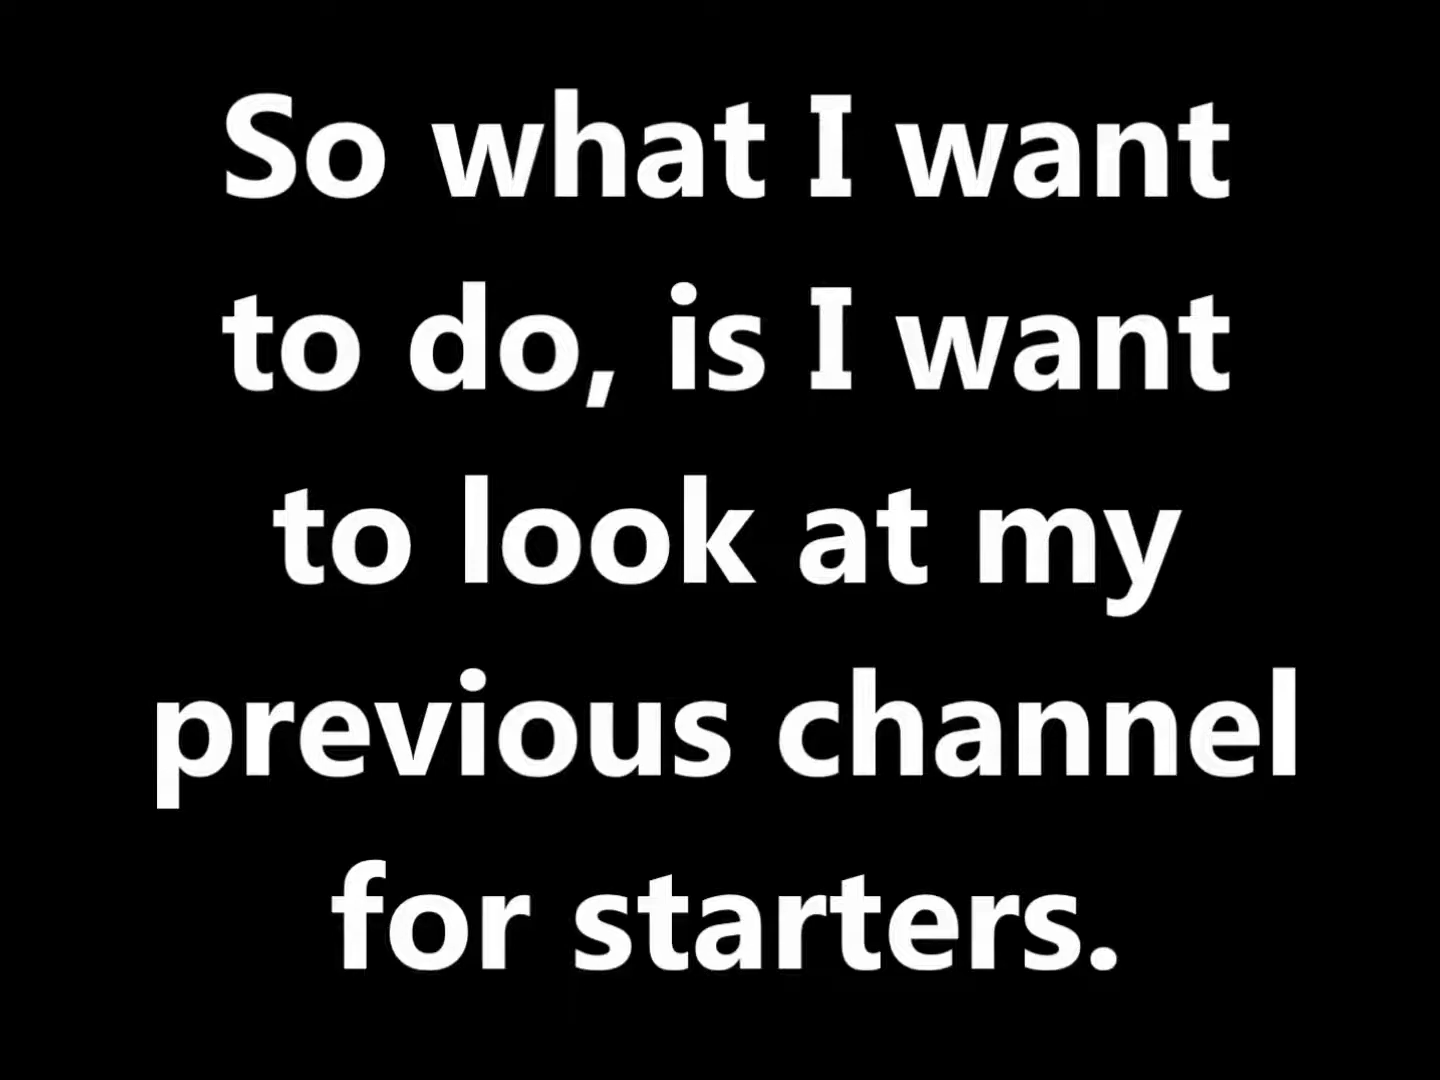 So what I want
to do, is I want
to look at my
previous channel
for starters.